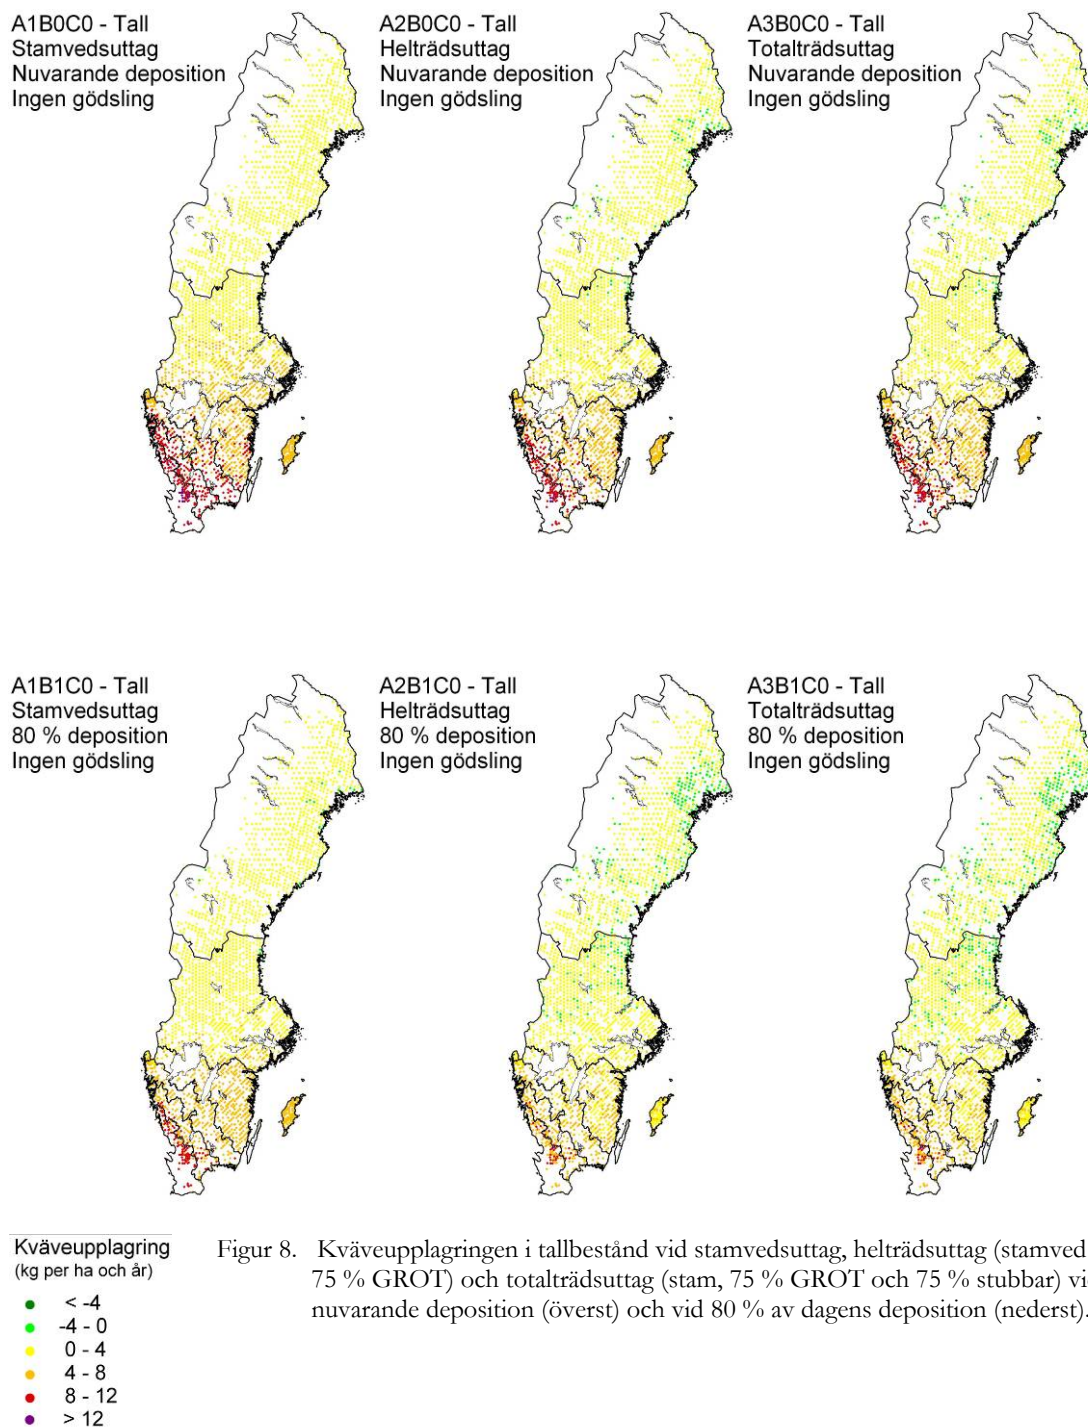 A1B0C0 - Tall
Stamvedsuttag
Nuvarande deposition
Ingen gödsling
A2B0C0 - Tall
Helträdsuttag
Nuvarande deposition
Ingen gödsling
A3B0C0 - Tall
Totalträdsuttag
Nuvarande deposition
Ingen gödsling
A1B1C0 - Tall
Stamvedsuttag
80 % deposition
Ingen gödsling
A2B1C0 - Tall
Helträdsuttag
80 % deposition
Ingen gödsling
A3B1C0 - Tall
Totalträdsuttag
80 % deposition
Ingen gödsling
Kväveupplagring
(kg per ha och år)
< -4
-4 - 0
0 - 4
4 - 8
8 - 12
> 12
Figur 8. Kväveupplagringen i tallbestånd vid stamvedsuttag, helträdsuttag (stamved
75 % GROT) och totalträdsuttag (stam, 75 % GROT och 75 % stubbar)
nuvarande deposition (överst) och vid 80 % av dagens deposition (nederst).